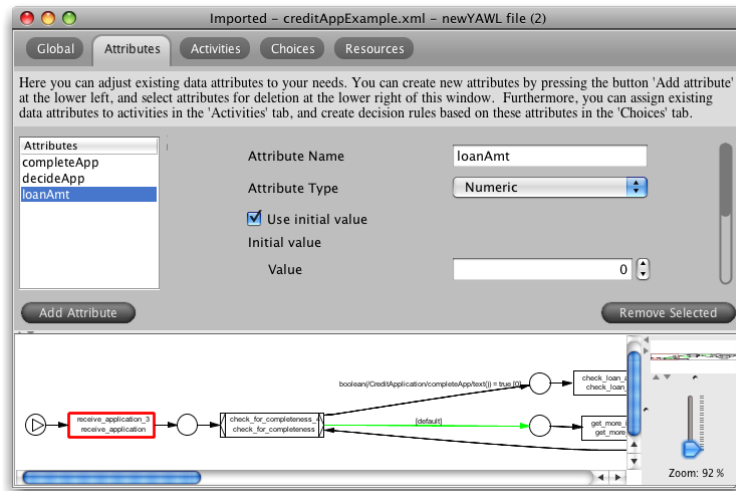 Imported – creditAppExample.xml – newYAWL file (2)
Global Attributes Activities Choices Resources
Here you can adjust existing data attributes to your needs. You can create new attributes by pressing the button 'Add attribute'
at the lower left, and select attributes for deletion at the lower right of this window. Furthermore, you can assign existing
data attributes to activities in the 'Activities' tab, and create decision rules based on these attributes in the 'Choices' tab.
Attributes
completeApp
decideApp
loanAmt
Attribute Name loanAmt
Attribute Type Numeric
Use initial value
Initial value
Value 0
Add Attribute Remove Selected
boolean(/CreditApplication/completeApp/text()) = true [0]
check_loan_a
check_loan_
receive_application_3
receive_application
check_for_completeness_
check_for_completeness
[default]
get_more_
get_more_
Zoom: 92 %